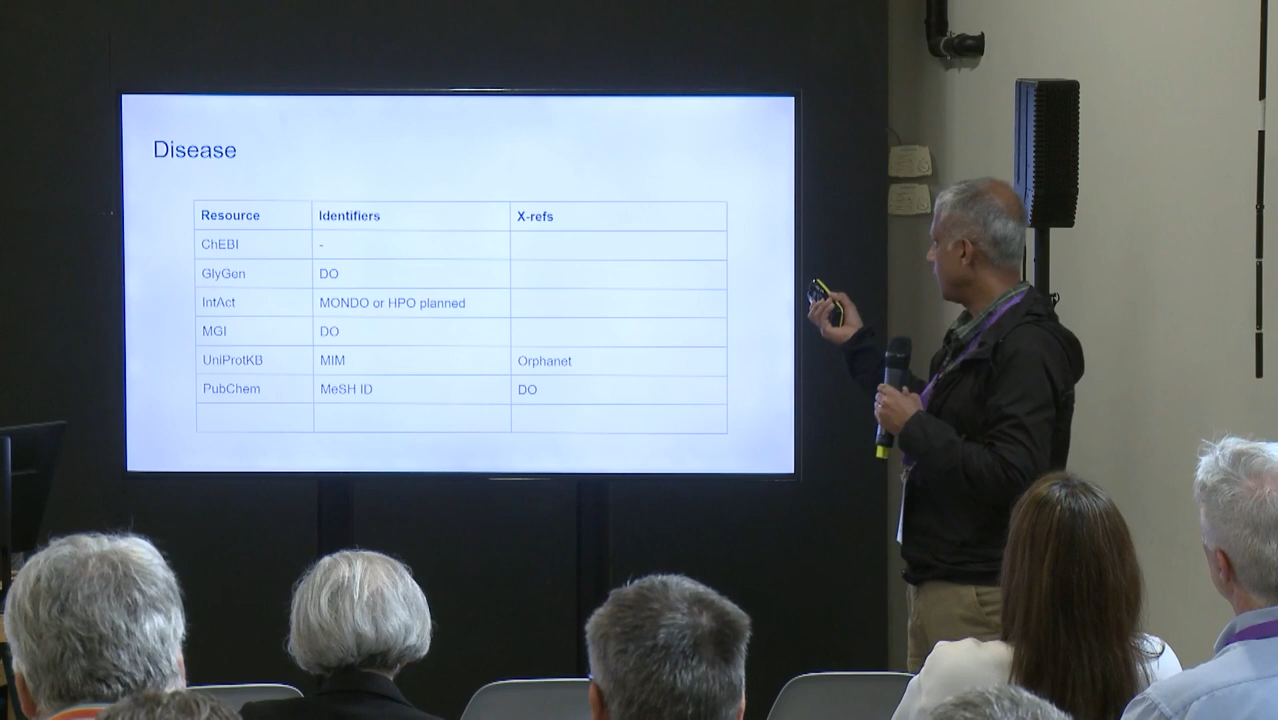 Disease
Resource Identifiers X-refs
ChEBI -
GlyGen DO
IntAct MONDO or HPO planned
MGI DO
UniProtKB MIM Orphanet
PubChem MeSH ID DO